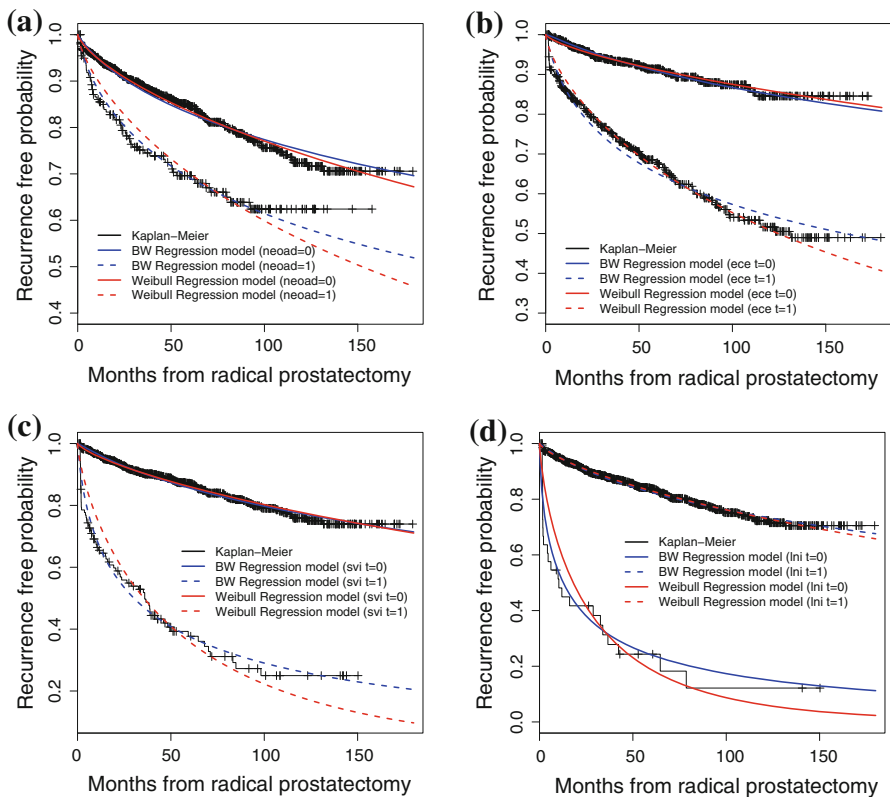 (a)
Recurrence free probability
1.0
0.9
0.8
0.7
0.6
0.5
0.4
Kaplan−Meier
BW Regression model (neoad=0)
BW Regression model (neoad=1)
Weibull Regression model (neoad=0)
Weibull Regression model (neoad=1)
0 50 100 150
Months from radical prostatectomy
(b)
Recurrence free probability
1.0
0.9
0.8
0.7
0.6
0.5
0.4
0.3
Kaplan−Meier
BW Regression model (ece t=0)
BW Regression model (ece t=1)
Weibull Regression model (ece t=0)
Weibull Regression model (ece t=1)
0 50 100 150
Months from radical prostatectomy
(c)
Recurrence free probability
1.0
0.8
0.6
0.4
0.2
Kaplan−Meier
BW Regression model (svi t=0)
BW Regression model (svi t=1)
Weibull Regression model (svi t=0)
Weibull Regression model (svi t=1)
0 50 100 150
Months from radical prostatectomy
(d)
Recurrence free probability
1.0
0.8
0.6
0.4
0.2
0.0
Kaplan−Meier
BW Regression model (lni t=0)
BW Regression model (lni t=1)
Weibull Regression model (lni t=0)
Weibull Regression model (lni t=1)
0 50 100 150
Months from radical prostatectomy